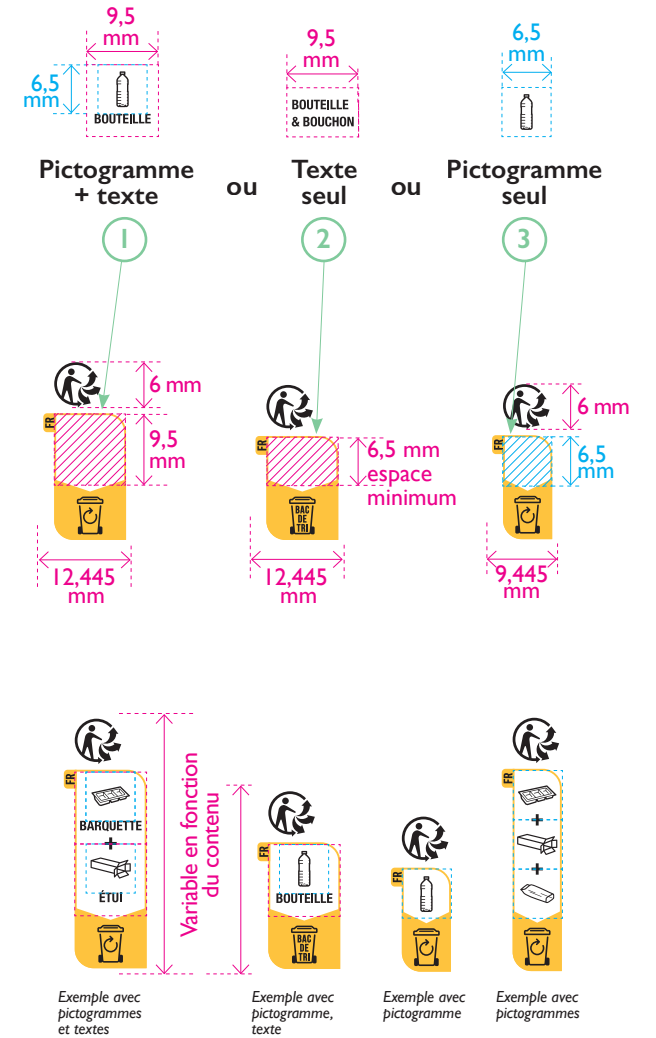 9,5
mm
9,5
mm
6,5
mm
6,5
mm
BOUTEILLE
BOUTEILLE
& BOUCHON
Pictogramme
+ texte
ou
Texte
seul
ou
Pictogramme
seul
1
2
3
6 mm
FR
9,5
mm
12,445
mm
FR
6,5 mm
espace
minimum
BAC
DE
TRI
12,445
mm
6 mm
FR
6,5
mm
9,445
mm
FR
BARQUETTE
+
ÉTUI
Variable en fonction
du contenu
FR
BOUTEILLE
BAC
DE
TRI
FR
FR
+
+
Exemple avec
pictogrammes
et textes
Exemple avec
pictogramme,
texte
Exemple avec
pictogramme
Exemple avec
pictogrammes